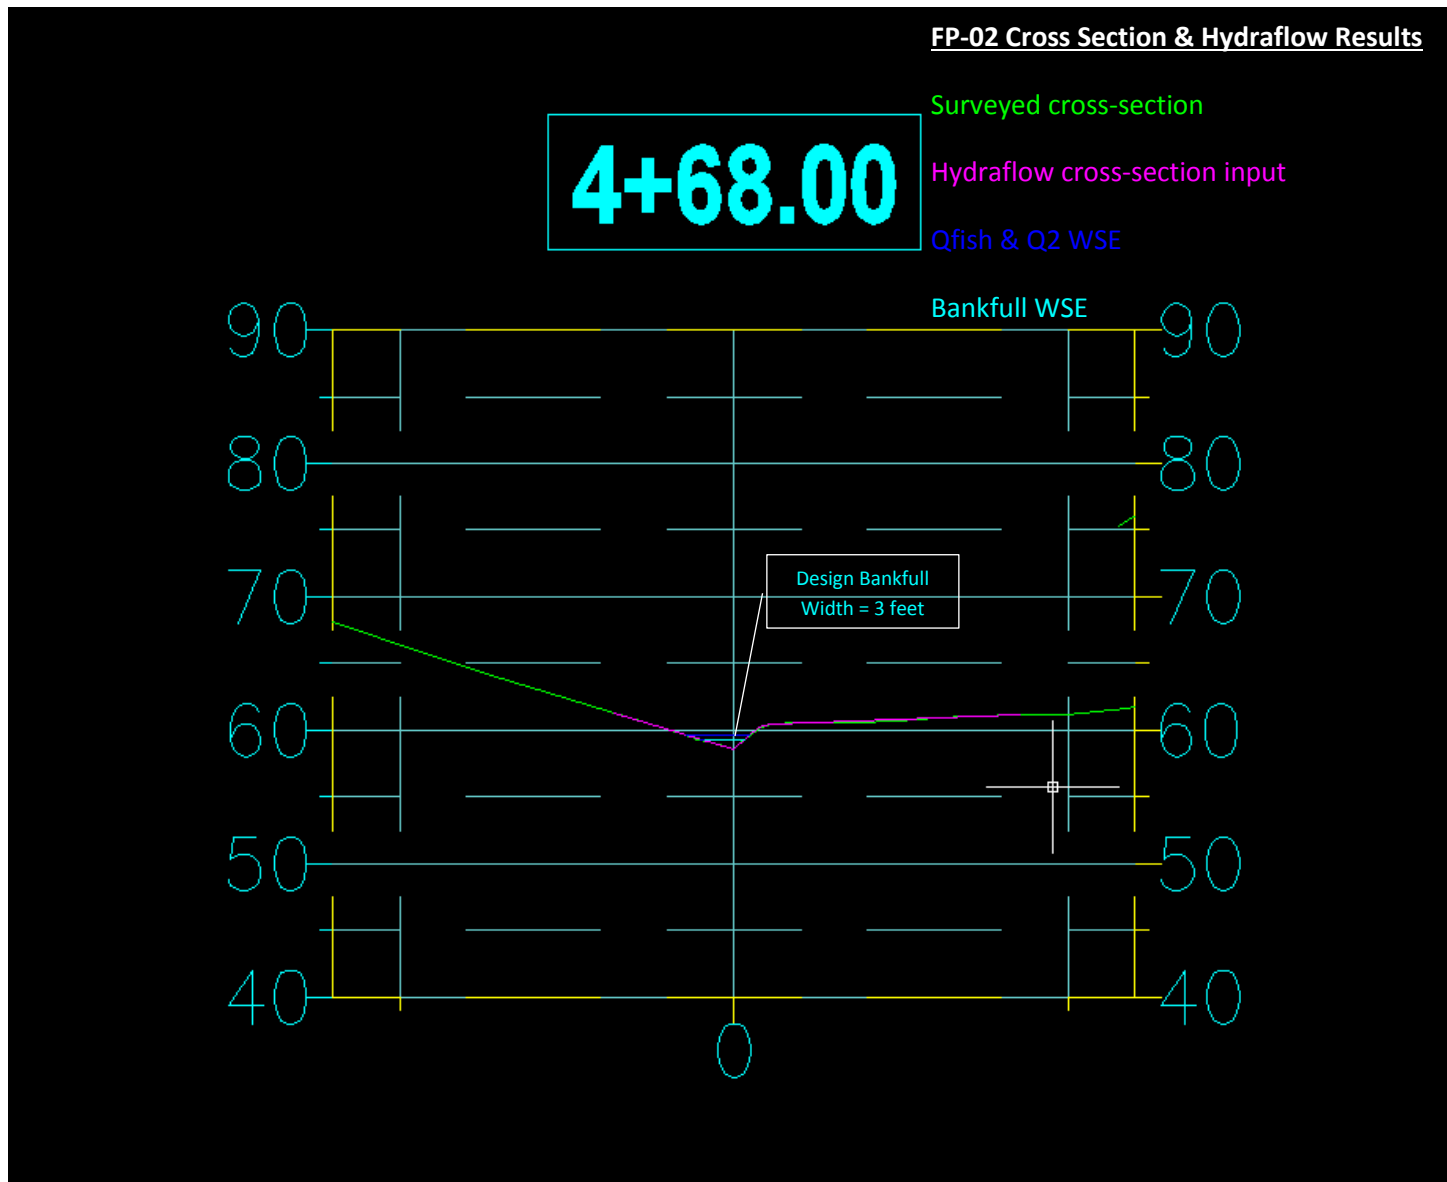 FP-02 Cross Section & Hydraflow Results
Surveyed cross-section
4+68.00
Hydraflow cross-section input
Qfish & Q2 WSE
Bankfull WSE
90 90
80 80
Design Bankfull
Width = 3 feet
70 70
60 60
50 50
40 40
0